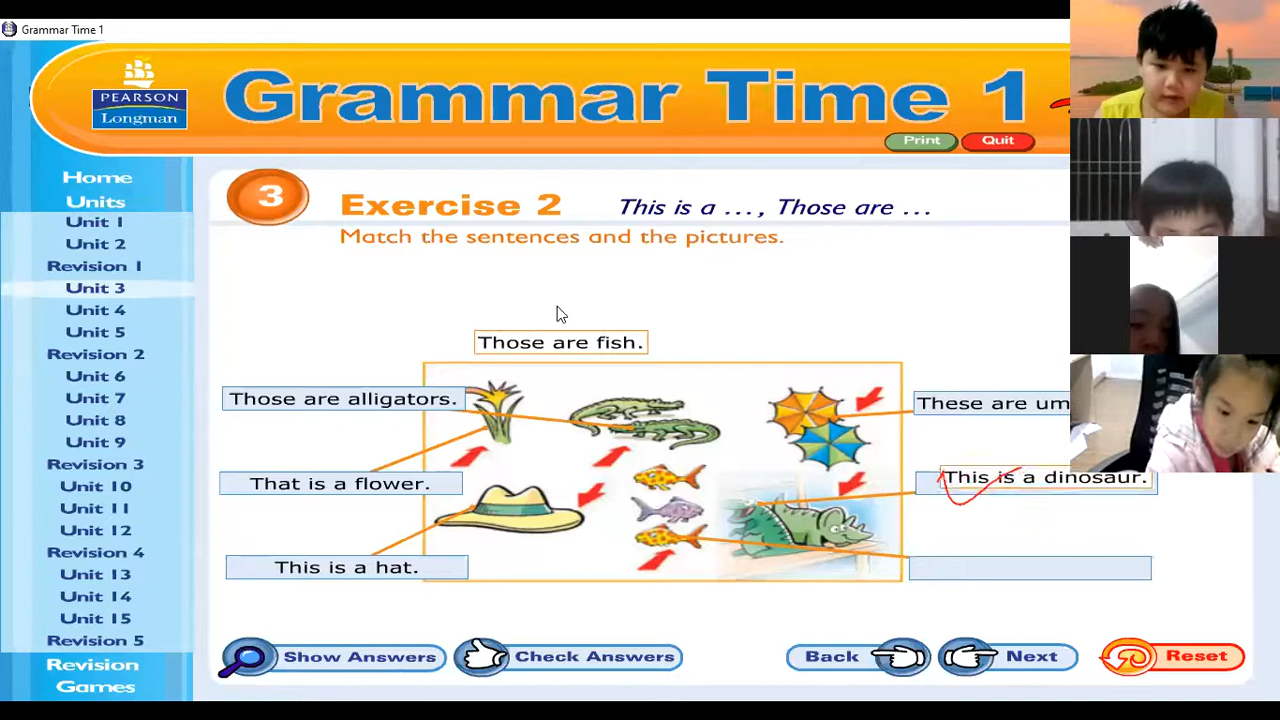 Grammar Time 1
PEARSON
Longman
Grammar Time 1
Print
Quit
Home
Units
Unit 1
Unit 2
Revision 1
Unit 3
Unit 4
Unit 5
Revision 2
Unit 6
Unit 7
Unit 8
Unit 9
Revision 3
Unit 10
Unit 11
Unit 12
Revision 4
Unit 13
Unit 14
Unit 15
Revision 5
Revision
Games
3
Exercise 2
This is a ..., Those are ...
Match the sentences and the pictures.
Those are fish.
Those are alligators.
These are um
That is a flower.
This is a dinosaur.
This is a hat.
Show Answers
Check Answers
Back
Next
Reset